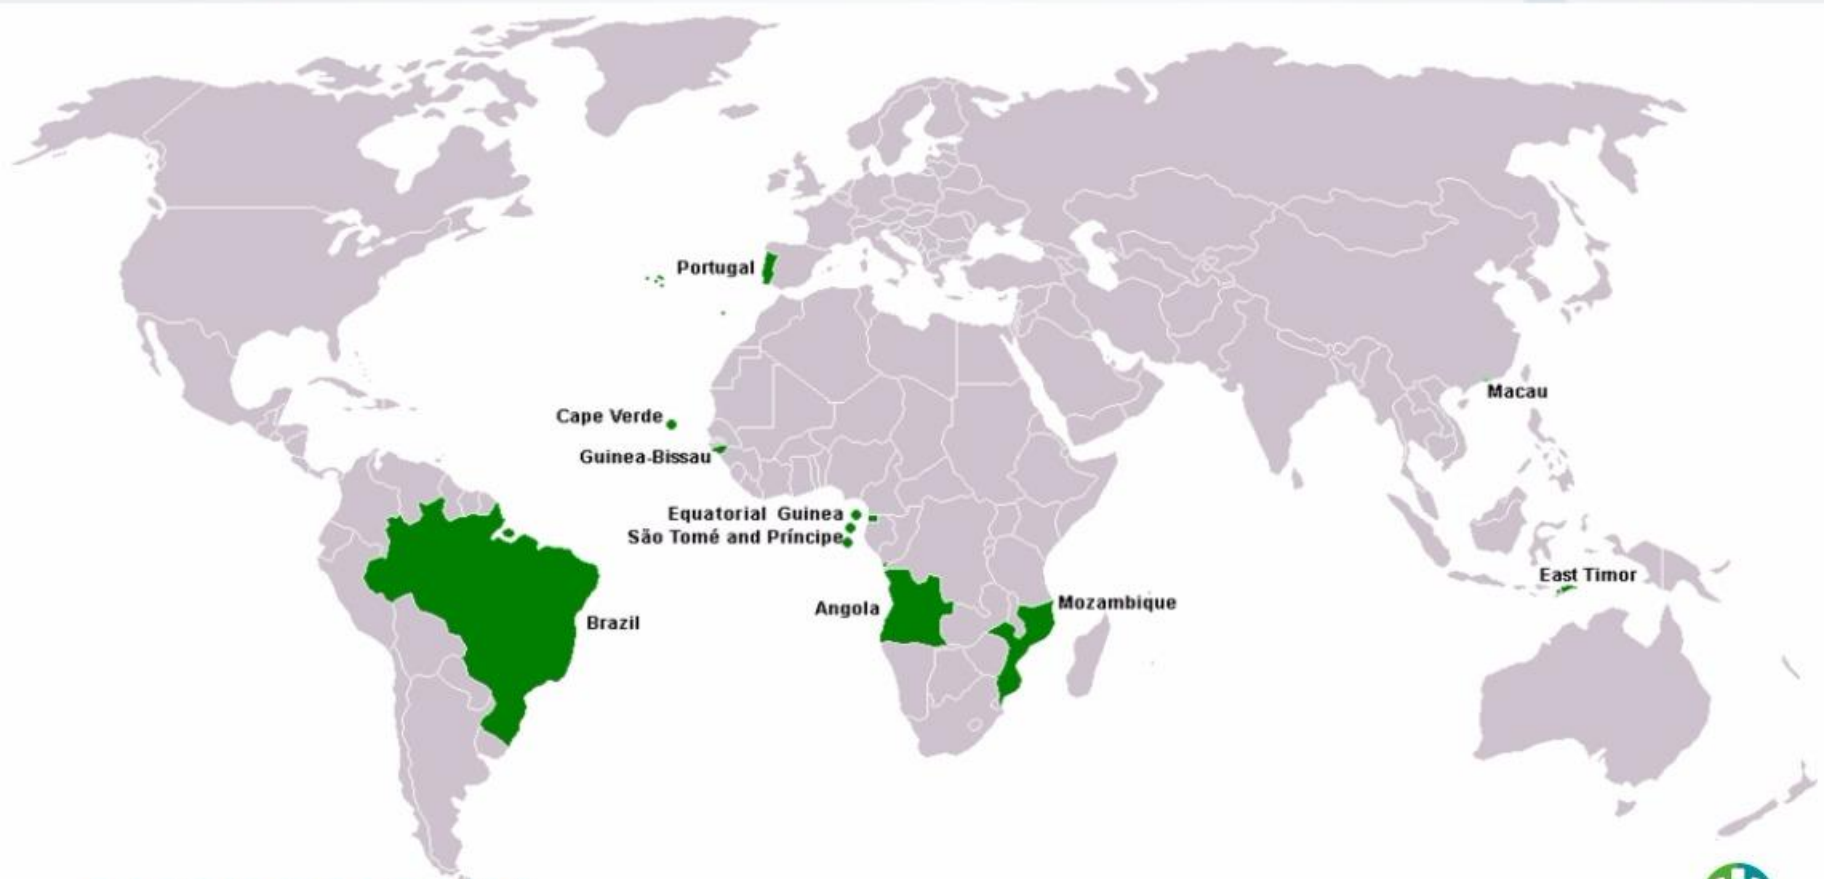 Portugal
Macau
Cape Verde
Guinea-Bissau
Equatorial Guinea
São Tomé and Príncipe
East Timor
Angola
Mozambique
Brazil